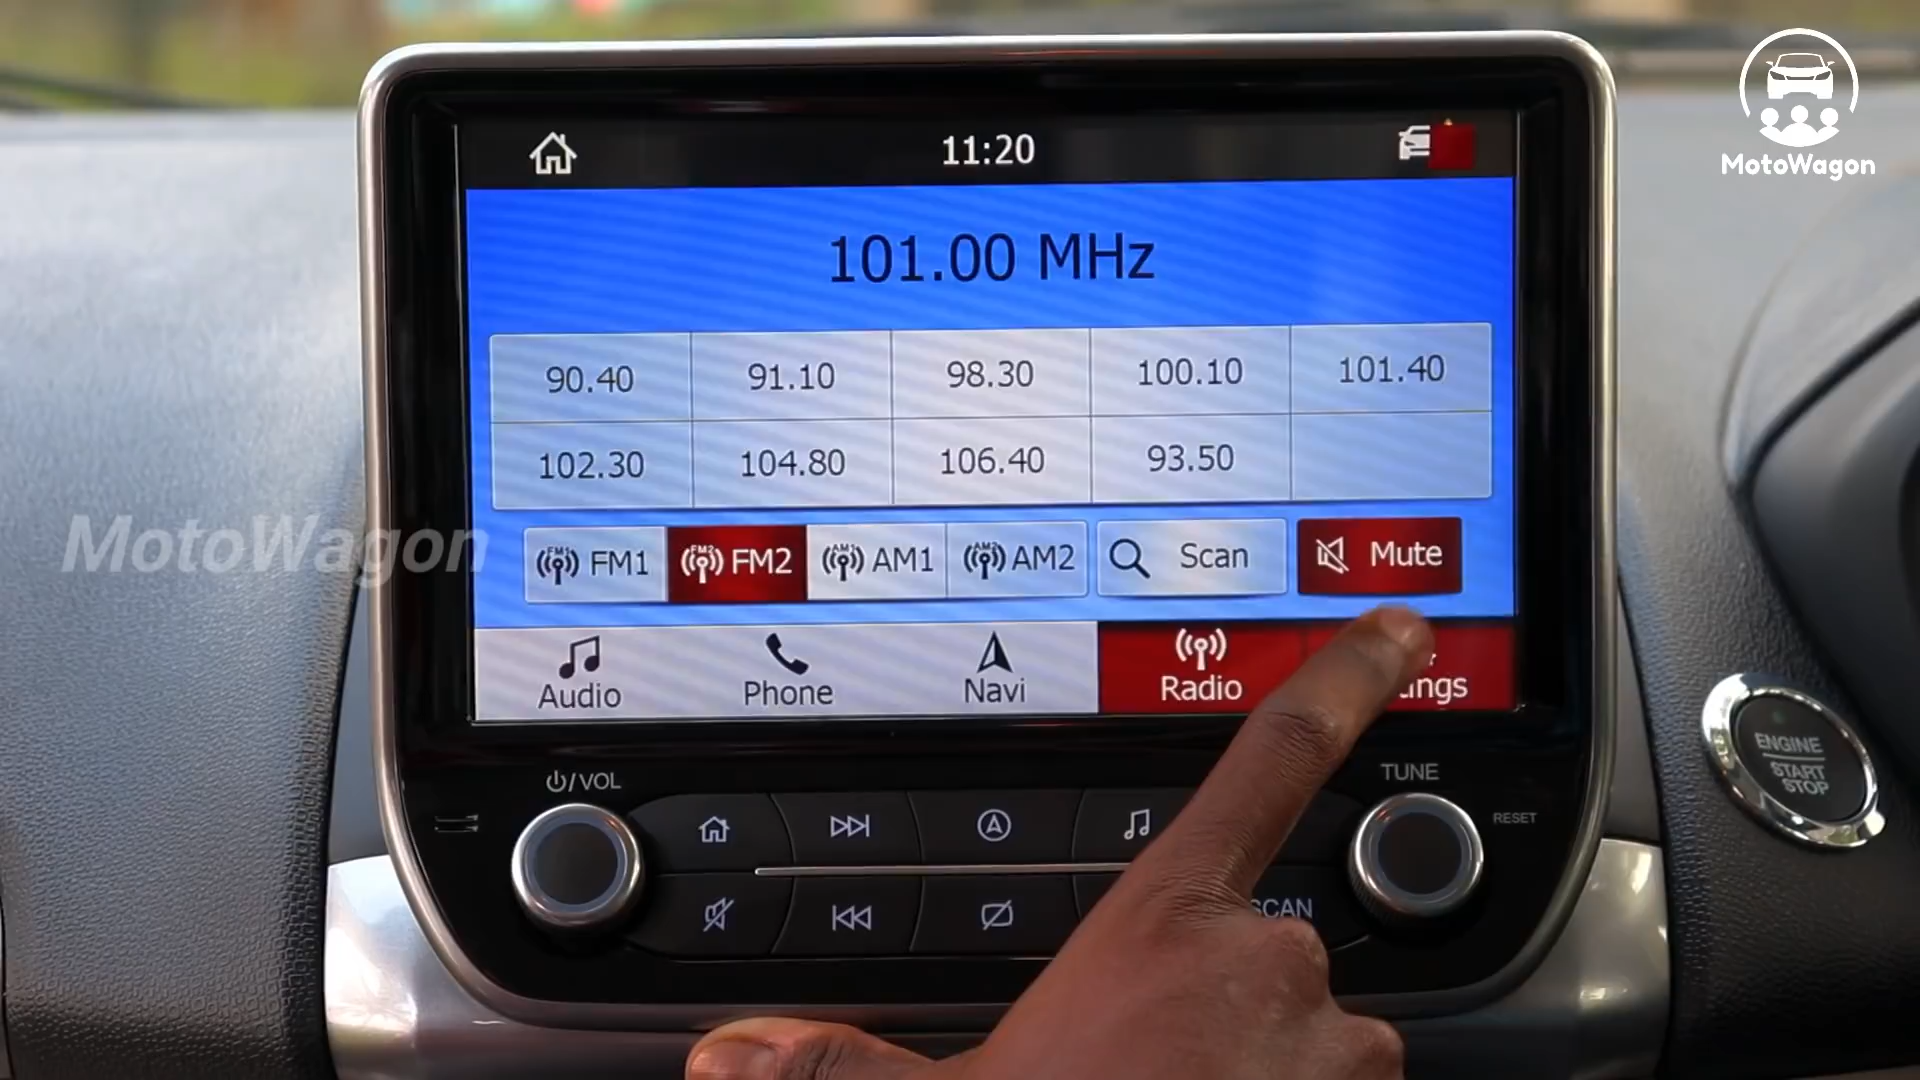 MotoWagon
11:20
101.00 MHz
90.40 91.10 98.30 100.10 101.40
102.30 104.80 106.40 93.50
MotoWagon
FM1 FM2 AM1 AM2 Scan Mute
Audio Phone Navi Radio ings
⏻/VOL TUNE
RESET
SCAN
ENGINE
START
STOP